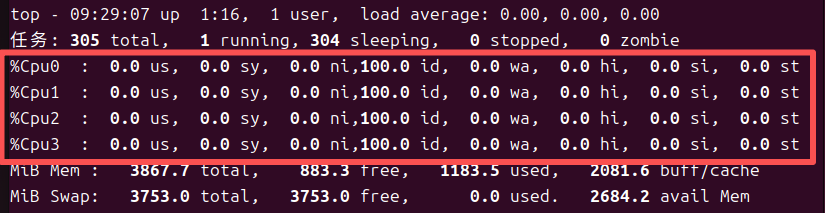 top - 09:29:07 up  1:16,  1 user,  load average: 0.00, 0.00, 0.00
任务: 305 total,   1 running, 304 sleeping,   0 stopped,   0 zombie
%Cpu0  :  0.0 us,  0.0 sy,  0.0 ni,100.0 id,  0.0 wa,  0.0 hi,  0.0 si,  0.0 st
%Cpu1  :  0.0 us,  0.0 sy,  0.0 ni,100.0 id,  0.0 wa,  0.0 hi,  0.0 si,  0.0 st
%Cpu2  :  0.0 us,  0.0 sy,  0.0 ni,100.0 id,  0.0 wa,  0.0 hi,  0.0 si,  0.0 st
%Cpu3  :  0.0 us,  0.0 sy,  0.0 ni,100.0 id,  0.0 wa,  0.0 hi,  0.0 si,  0.0 st
MiB Mem :   3867.7 total,    883.3 free,   1183.5 used,   2081.6 buff/cache
MiB Swap:   3753.0 total,   3753.0 free,      0.0 used.   2684.2 avail Mem